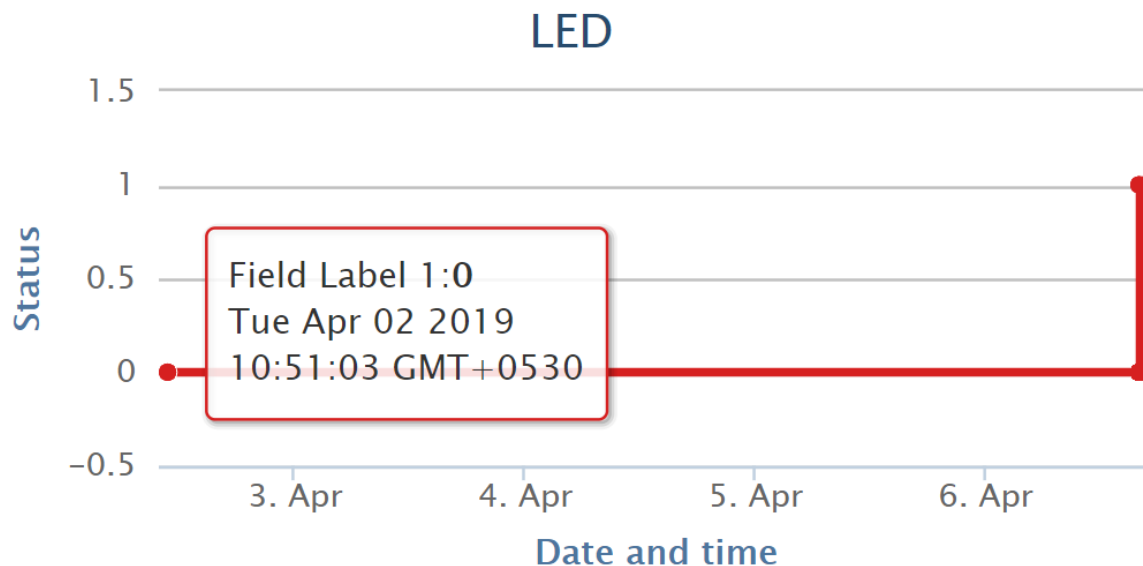 LED
1.5
1
0.5
0
-0.5
Status
Field Label 1:0
Tue Apr 02 2019
10:51:03 GMT+0530
3. Apr
4. Apr
5. Apr
6. Apr
Date and time